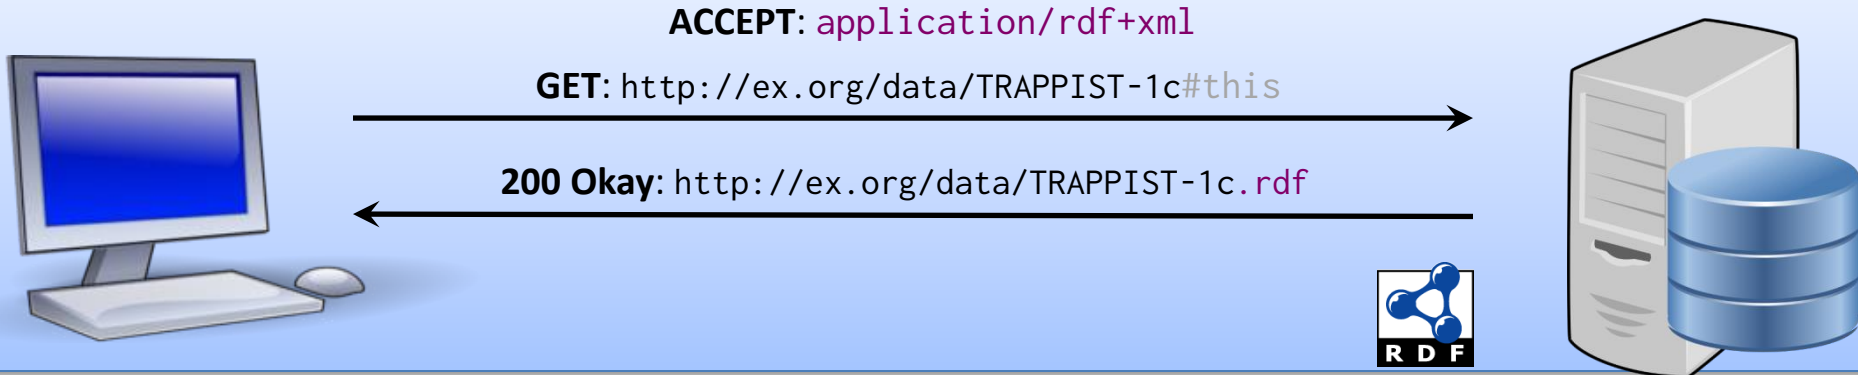 ACCEPT: application/rdf+xml
GET: http://ex.org/data/TRAPPIST-1c#this
200 Okay: http://ex.org/data/TRAPPIST-1c.rdf
RDF